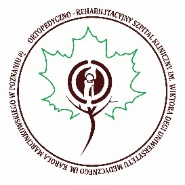 ORTOPEDYCZNO - REHABILITACYJNY SZPITAL KLINICZNY IM. WIKTORA DEGI UNIWERSYTETU MEDYCZNEGO IM. KAROLA MARCINKOWSKIEGO W POZNANIU